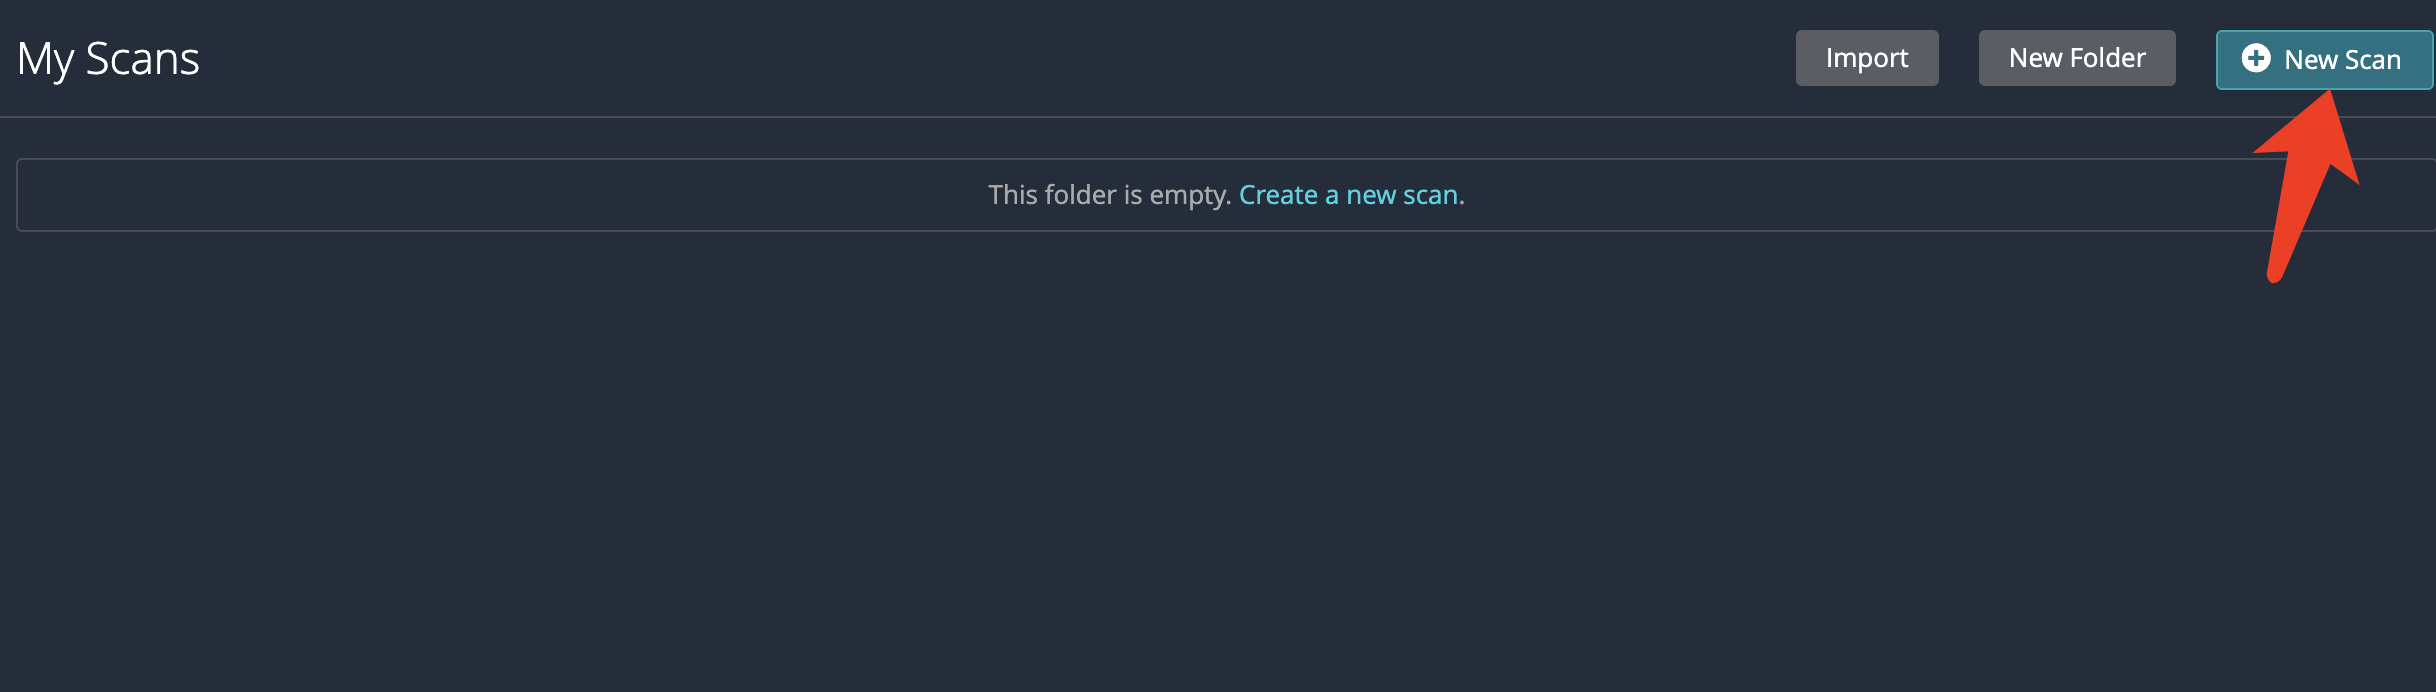 My Scans
Import
New Folder
New Scan
This folder is empty. Create a new scan.